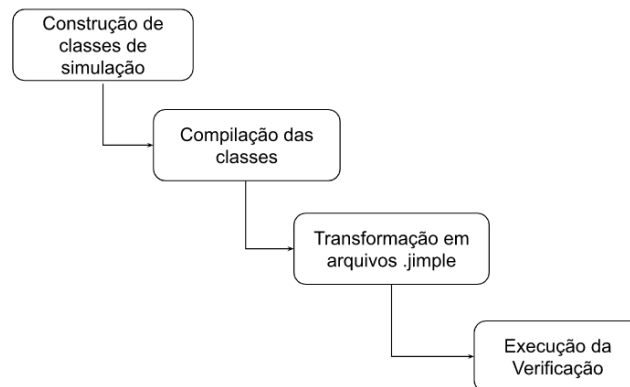 Construção de
classes de
simulação
Compilação das
classes
Transformação em
arquivos .jimple
Execução da
Verificação